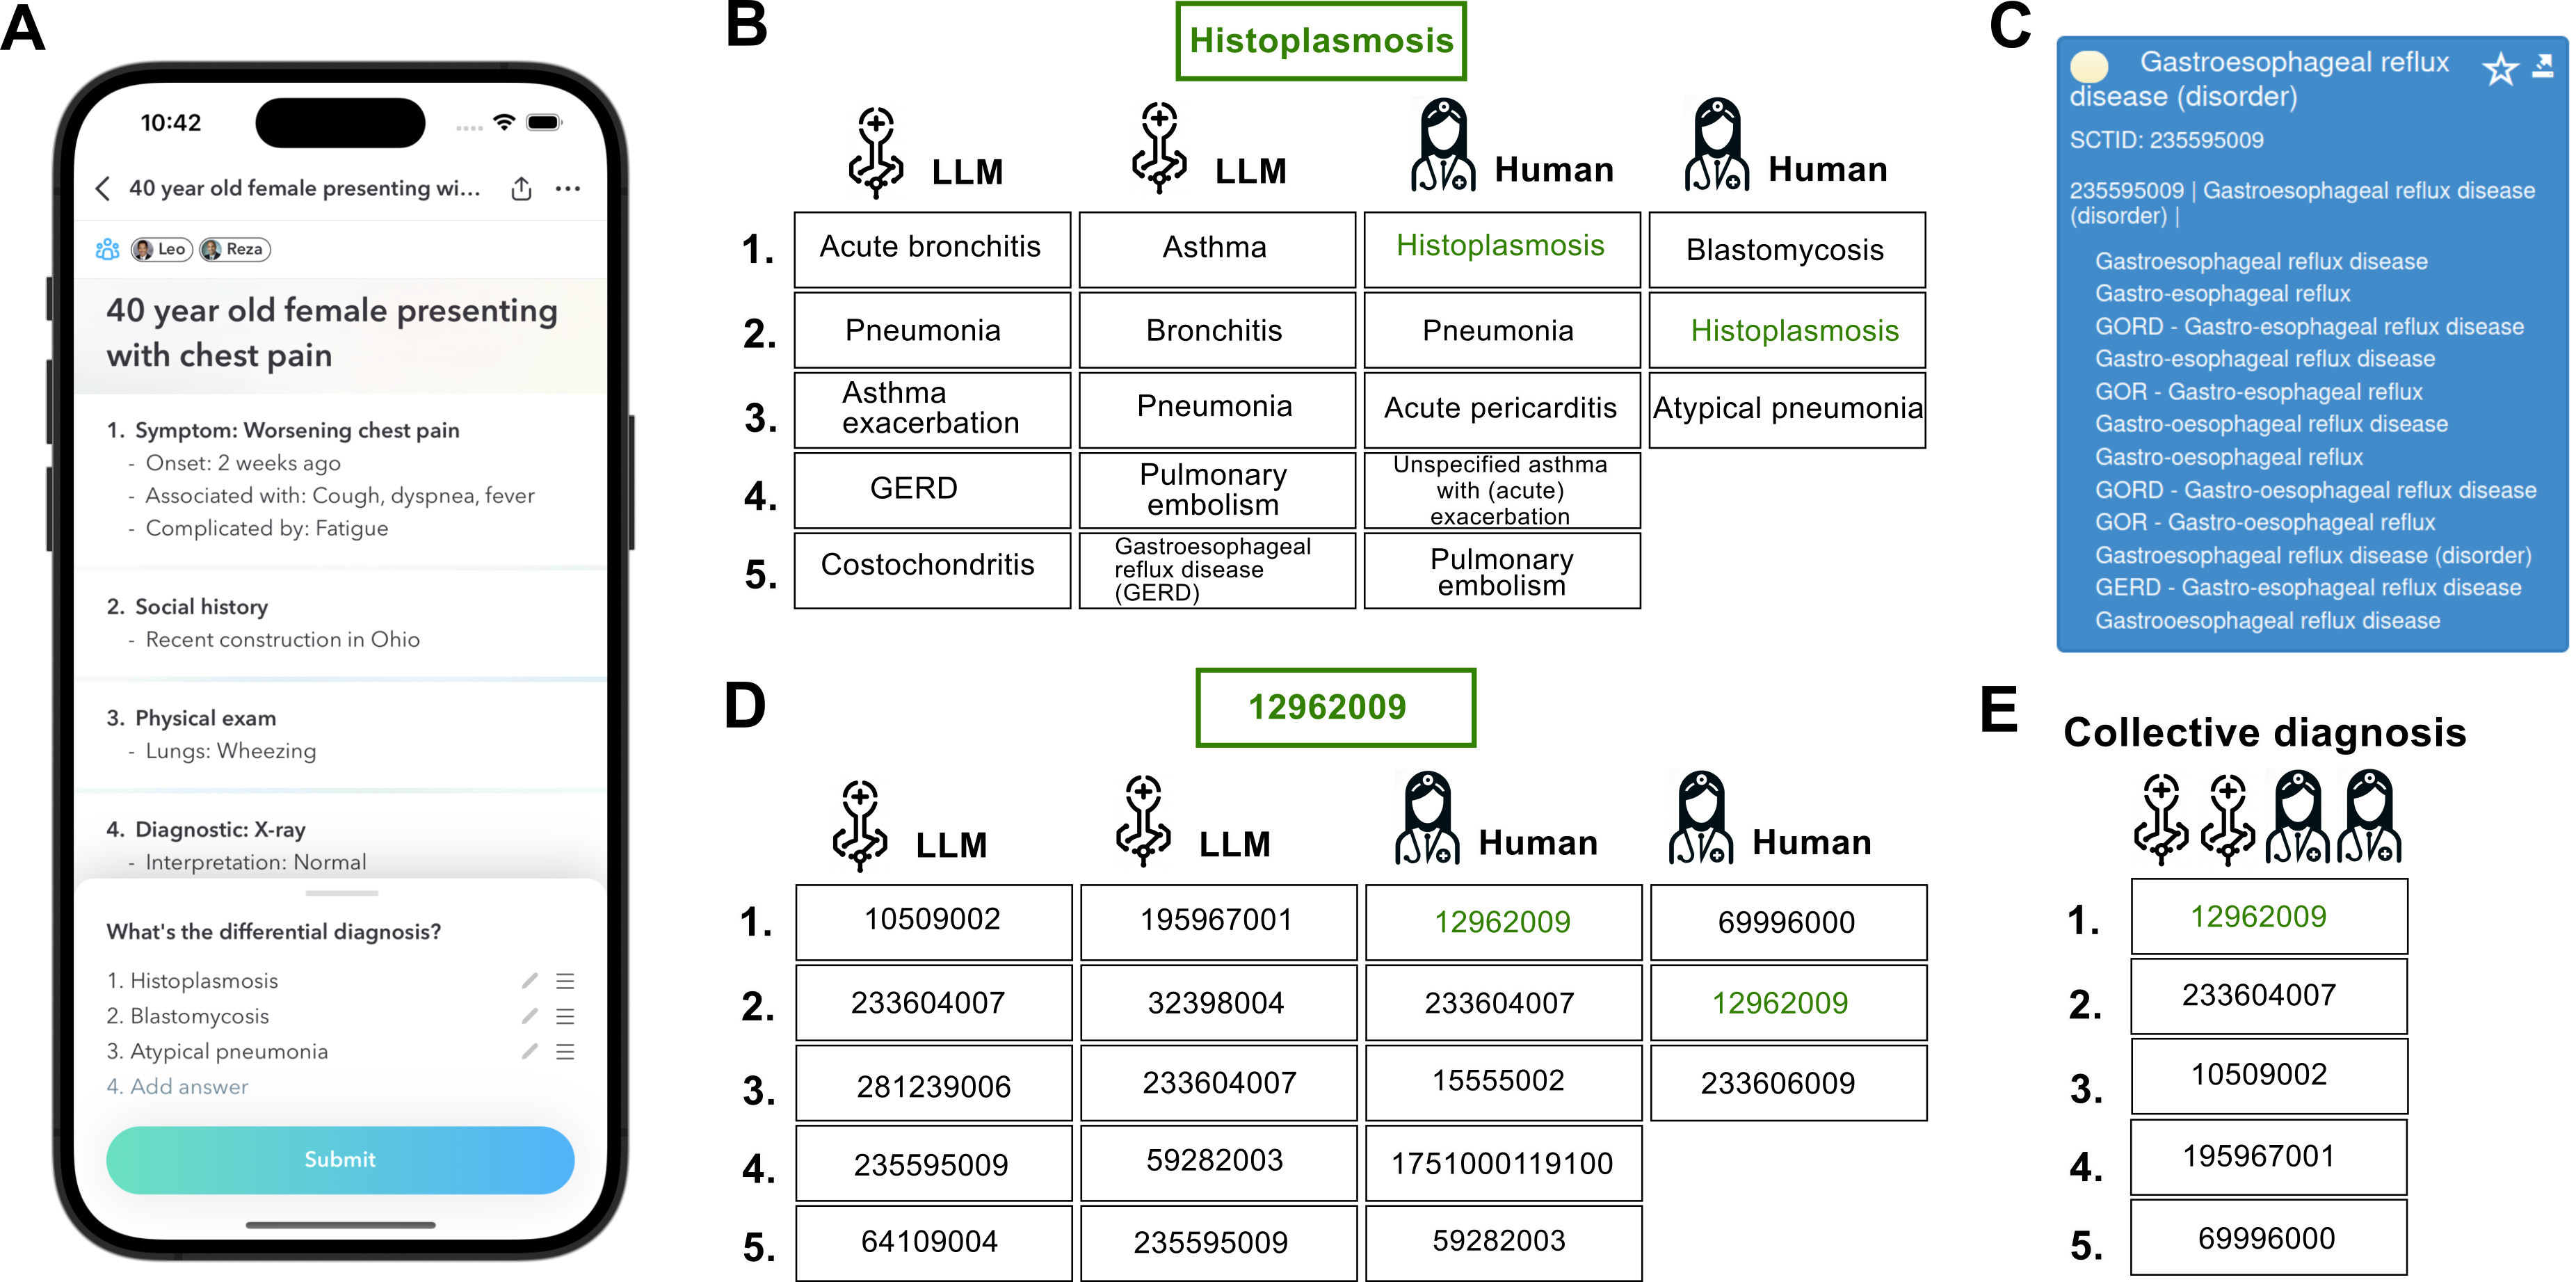 A
10:42
40 year old female presenting wi...
Leo
Reza
40 year old female presenting
with chest pain
1. Symptom: Worsening chest pain
- Onset: 2 weeks ago
- Associated with: Cough, dyspnea, fever
- Complicated by: Fatigue
2. Social history
- Recent construction in Ohio
3. Physical exam
- Lungs: Wheezing
4. Diagnostic: X-ray
- Interpretation: Normal
What's the differential diagnosis?
1. Histoplasmosis
2. Blastomycosis
3. Atypical pneumonia
4. Add answer
Submit
B
Histoplasmosis
LLM
LLM
Human
Human
1.
Acute bronchitis
Asthma
Histoplasmosis
Blastomycosis
2.
Pneumonia
Bronchitis
Pneumonia
Histoplasmosis
3.
Asthma
exacerbation
Pneumonia
Acute pericarditis
Atypical pneumonia
4.
GERD
Pulmonary
embolism
Unspecified asthma
with (acute)
exacerbation
5.
Costochondritis
Gastroesophageal
reflux disease
(GERD)
Pulmonary
embolism
C
Gastroesophageal reflux
disease (disorder)
SCTID: 235595009
235595009 | Gastroesophageal reflux disease
(disorder) |
Gastroesophageal reflux disease
Gastro-esophageal reflux
GORD - Gastro-esophageal reflux disease
Gastro-esophageal reflux disease
GOR - Gastro-esophageal reflux
Gastro-oesophageal reflux disease
Gastro-oesophageal reflux
GORD - Gastro-oesophageal reflux disease
GOR - Gastro-oesophageal reflux
Gastroesophageal reflux disease (disorder)
GERD - Gastro-esophageal reflux disease
Gastrooesophageal reflux disease
D
12962009
LLM
LLM
Human
Human
1.
10509002
195967001
12962009
69996000
2.
233604007
32398004
233604007
12962009
3.
281239006
233604007
15555002
233606009
4.
235595009
59282003
1751000119100
5.
64109004
235595009
59282003
E
Collective diagnosis
1.
12962009
2.
233604007
3.
10509002
4.
195967001
5.
69996000